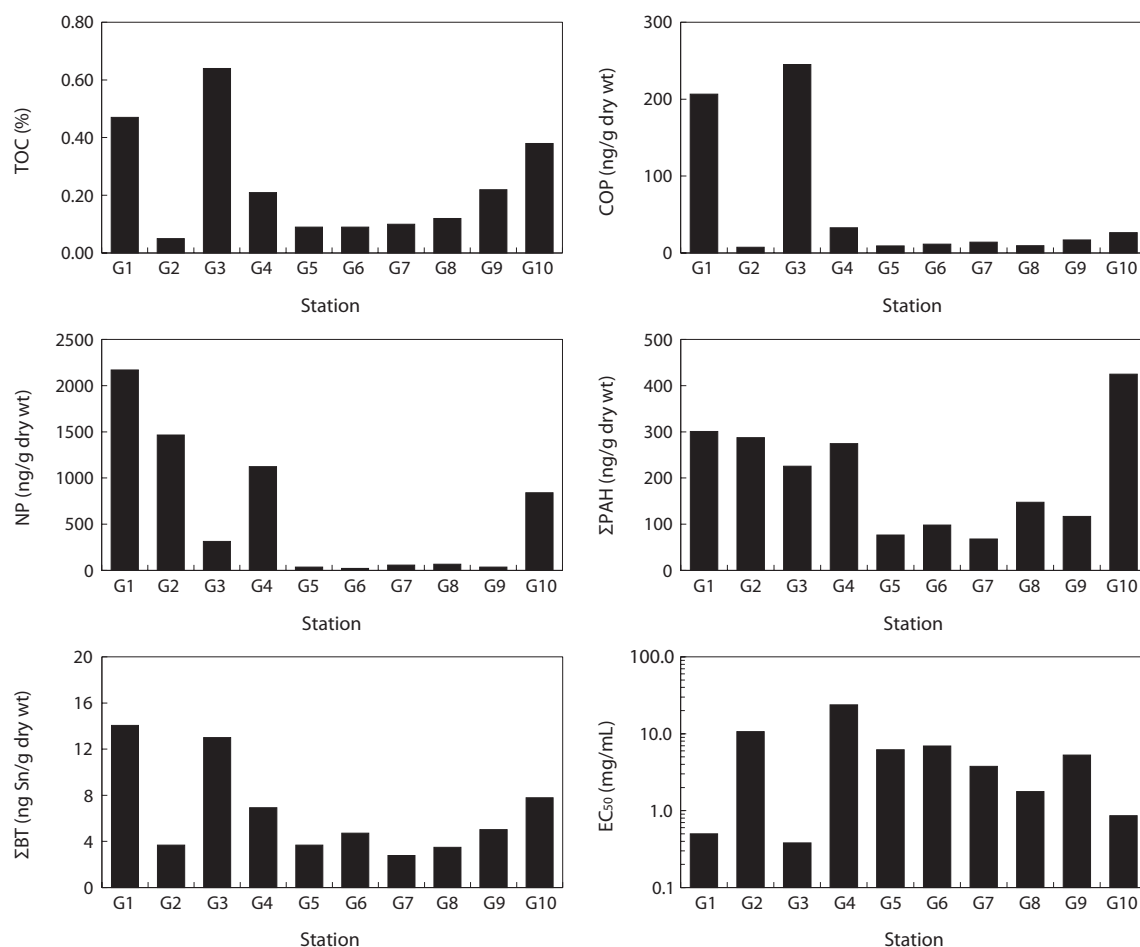 TOC (%)
0.80
0.60
0.40
0.20
0.00
G1 G2 G3 G4 G5 G6 G7 G8 G9 G10
Station
COP (ng/g dry wt)
300
200
100
0
G1 G2 G3 G4 G5 G6 G7 G8 G9 G10
Station
NP (ng/g dry wt)
2500
2000
1500
1000
500
0
G1 G2 G3 G4 G5 G6 G7 G8 G9 G10
Station
ΣPAH (ng/g dry wt)
500
400
300
200
100
0
G1 G2 G3 G4 G5 G6 G7 G8 G9 G10
Station
ΣBT (ng Sn/g dry wt)
20
16
12
8
4
0
G1 G2 G3 G4 G5 G6 G7 G8 G9 G10
Station
EC₅₀ (mg/mL)
100.0
10.0
1.0
0.1
G1 G2 G3 G4 G5 G6 G7 G8 G9 G10
Station